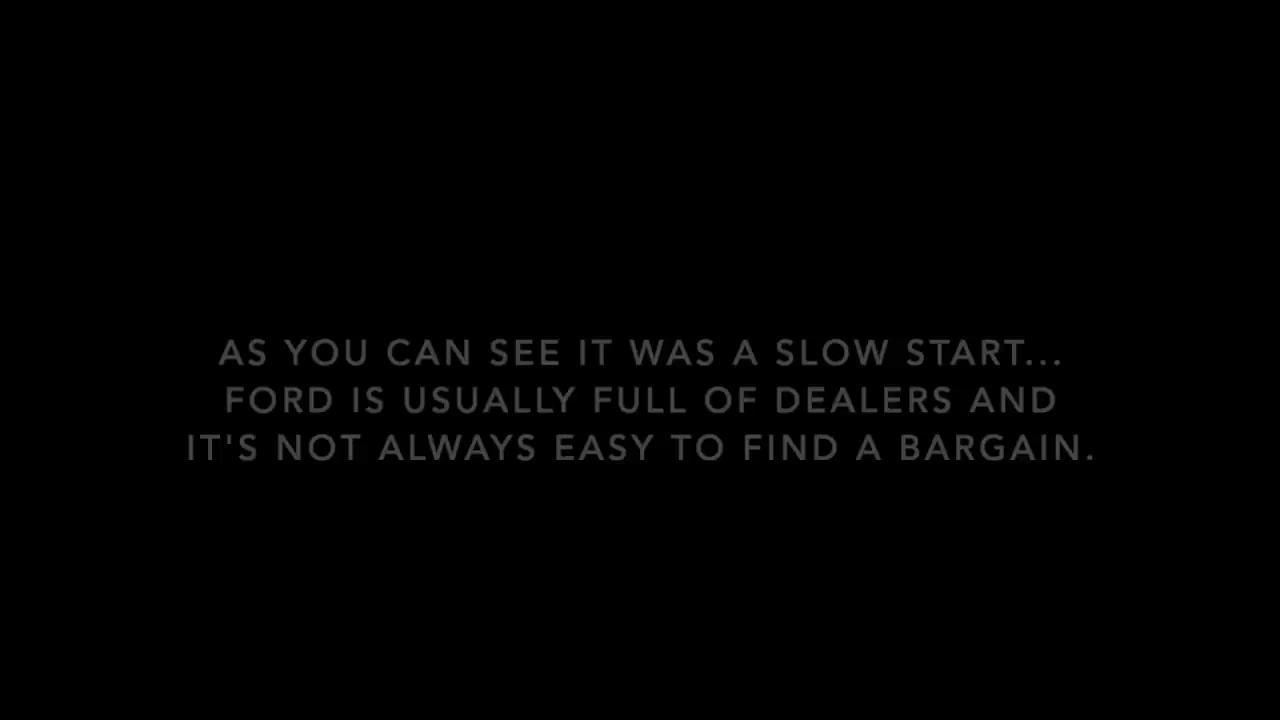 AS YOU CAN SEE IT WAS A SLOW START...
FORD IS USUALLY FULL OF DEALERS AND
IT'S NOT ALWAYS EASY TO FIND A BARGAIN.